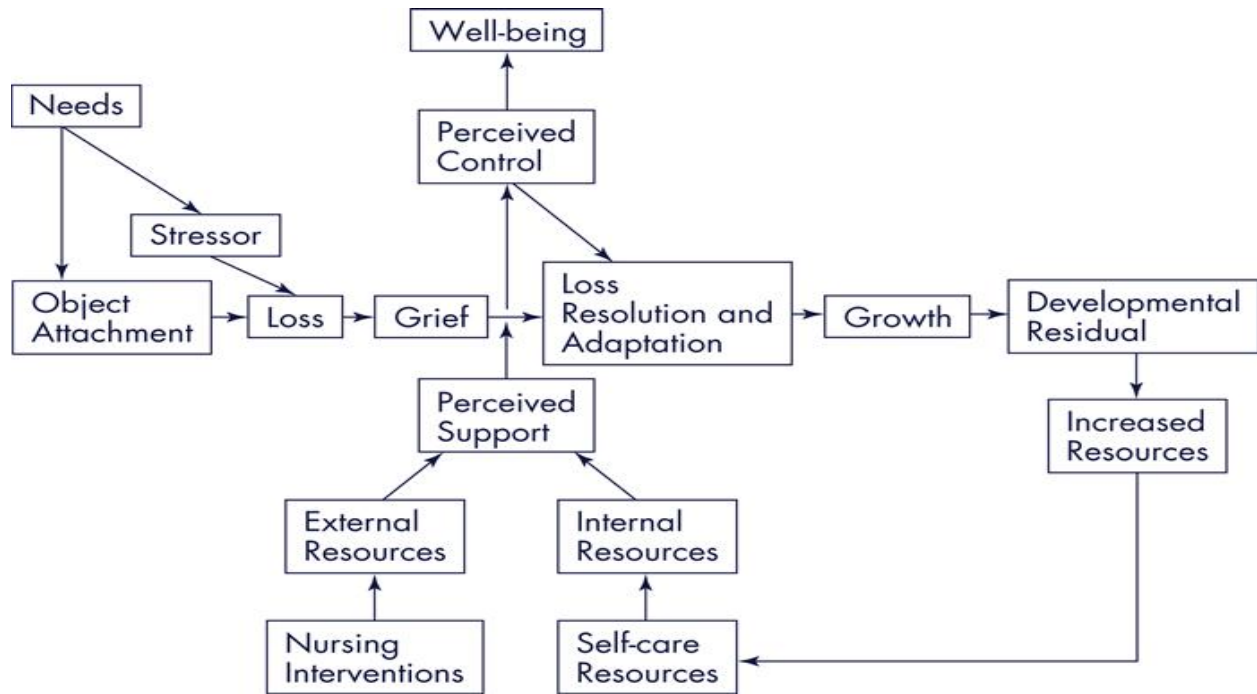 Well-being
Needs
Perceived
Control
Stressor
Object
Attachment
Loss
Grief
Loss
Resolution and
Adaptation
Growth
Developmental
Residual
Perceived
Support
Increased
Resources
External
Resources
Internal
Resources
Nursing
Interventions
Self-care
Resources